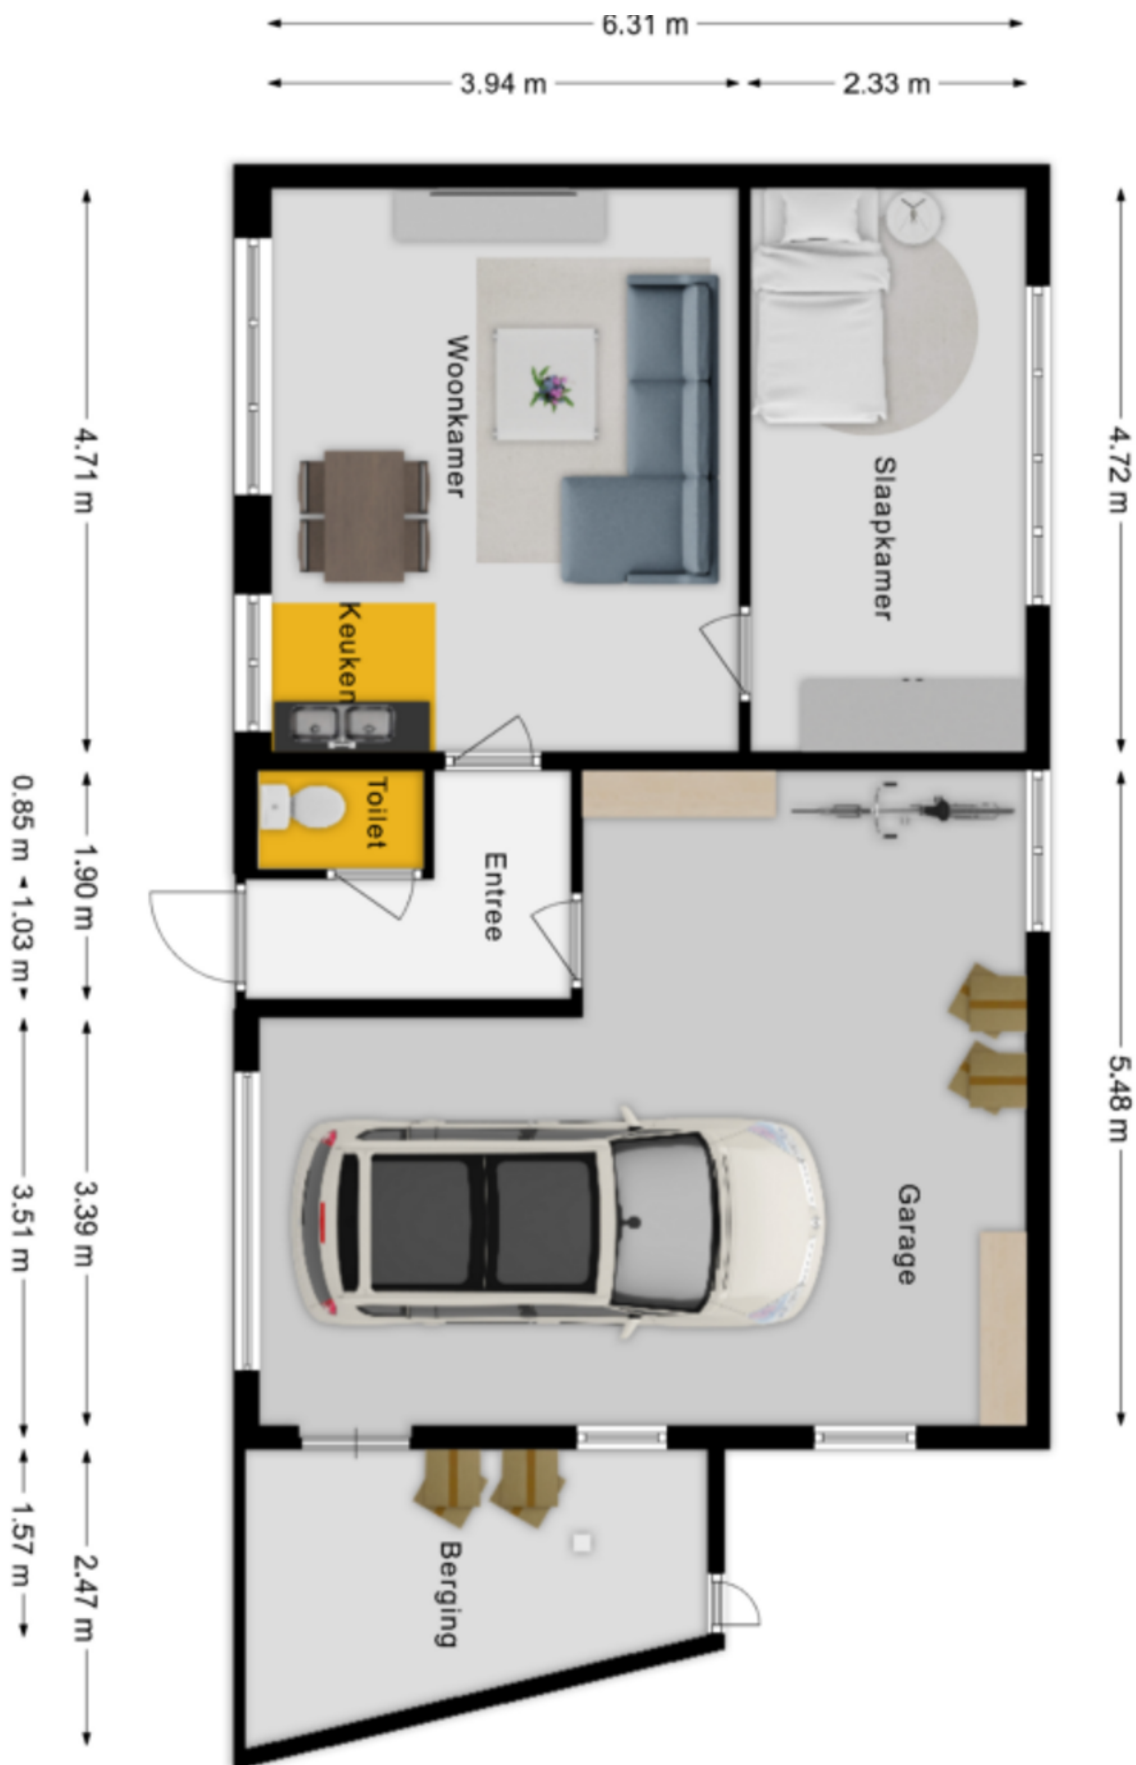 6.31 m
3.94 m
2.33 m
4.71 m
Woonkamer
Slaapkamer
4.72 m
Keuken
Toilet
Entree
0.85 m
1.90 m
1.03 m
5.48 m
3.51 m
3.39 m
Garage
1.57 m
2.47 m
Berging